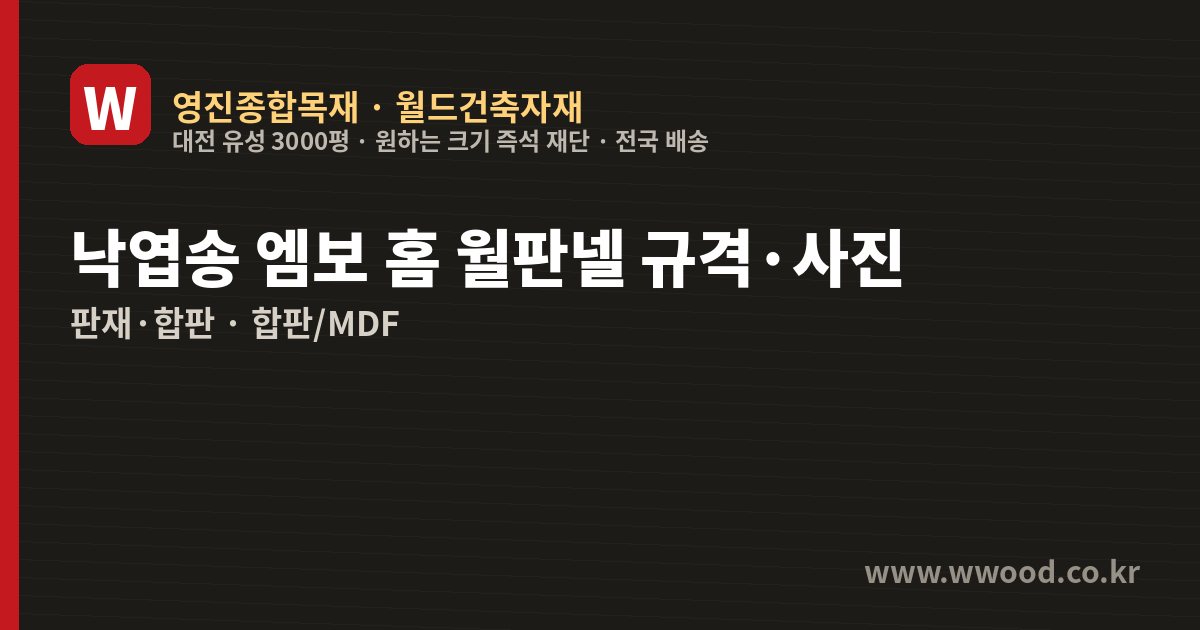 W
영진종합목재 · 월드건축자재
대전 유성 3000평 · 원하는 크기 즉석 재단 · 전국 배송
낙엽송 엠보 홈 월판넬 규격·사진
판재·합판 · 합판/MDF
www.wwood.co.kr